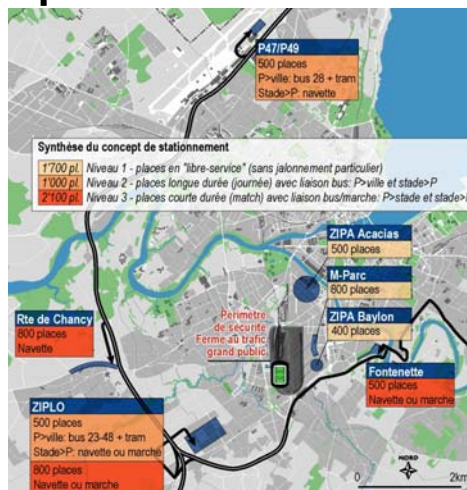 P47/P49
500 places
P>ville: bus 28 + tram
Stade>P: navette
Synthèse du concept de stationnement
1'700 pl. Niveau 1 - places en "libre-service" (sans jalonnement particulier)
1'000 pl. Niveau 2 - places longue durée (journée) avec liaison bus: P>ville et stade>P
2'100 pl. Niveau 3 - places courte durée (match) avec liaison bus/marche: P>stade et stade>
ZIPA Acacias
500 places
M-Parc
800 places
Périmètre
de sécurité
Ferme au trafic
grand public
ZIPA Baylon
400 places
Rte de Chancy
800 places
Navette
Fontenette
500 places
Navette ou marche
ZIPLO
500 places
P>ville: bus 23-48 + tram
Stade>P: navette ou marche
800 places
Navette ou marche
NORD
0 2km